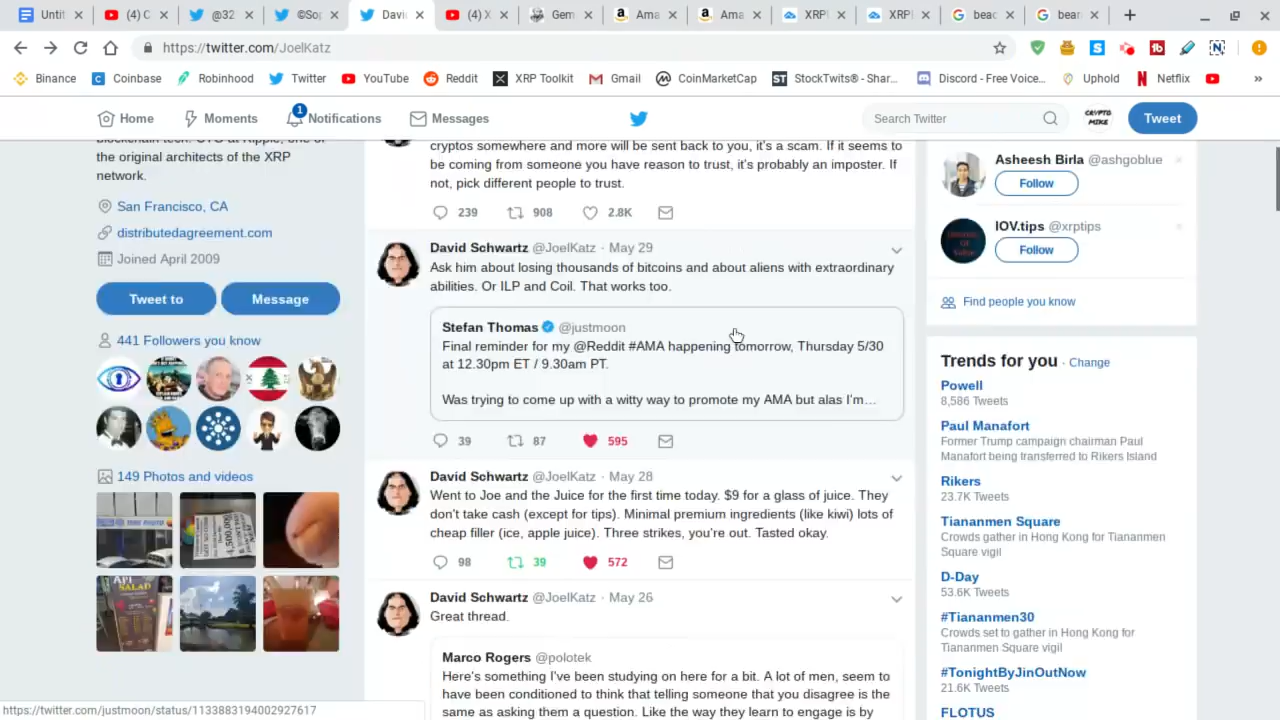 Untit
(4) C
@32
©Sop
Davi
(4) X
Gem
Ama
Ama
XRPI
XRPI
beac
bear
https://twitter.com/JoelKatz
Binance
Coinbase
Robinhood
Twitter
YouTube
Reddit
XRP Toolkit
Gmail
CoinMarketCap
StockTwits® - Shar...
Discord - Free Voice...
Uphold
Netflix
»
Home
Moments
1
Notifications
Messages
Search Twitter
CRYPTO
MIKE
Tweet
the original architects of the XRP
network.
San Francisco, CA
distributedagreement.com
Joined April 2009
Tweet to
Message
441 Followers you know
149 Photos and videos
cryptos somewhere and more will be sent back to you, it's a scam. If it seems to
be coming from someone you have reason to trust, it's probably an imposter. If
not, pick different people to trust.
239
908
2.8K
David Schwartz @JoelKatz · May 29
Ask him about losing thousands of bitcoins and about aliens with extraordinary
abilities. Or ILP and Coil. That works too.
Stefan Thomas @justmoon
Final reminder for my @Reddit #AMA happening tomorrow, Thursday 5/30
at 12.30pm ET / 9.30am PT.
Was trying to come up with a witty way to promote my AMA but alas I'm...
39
87
595
David Schwartz @JoelKatz · May 28
Went to Joe and the Juice for the first time today. $9 for a glass of juice. They
don't take cash (except for tips). Minimal premium ingredients (like kiwi) lots of
cheap filler (ice, apple juice). Three strikes, you're out. Tasted okay.
98
39
572
David Schwartz @JoelKatz · May 26
Great thread.
Marco Rogers @polotek
Here's something I've been studying on here for a bit. A lot of men, seem to
have been conditioned to think that telling someone that you disagree is the
same as asking them a question. Like the way they learn to engage is by
Asheesh Birla @ashgoblue
Follow
IOV.tips @xrptips
Follow
Find people you know
Trends for you · Change
Powell
8,586 Tweets
Paul Manafort
Former Trump campaign chairman Paul
Manafort being transferred to Rikers Island
Rikers
23.7K Tweets
Tiananmen Square
Crowds gather in Hong Kong for Tiananmen
Square vigil
D-Day
53.6K Tweets
#Tiananmen30
Crowds set to gather in Hong Kong for
Tiananmen Square vigil
#TonightByJinOutNow
21.6K Tweets
FLOTUS
https://twitter.com/justmoon/status/1133883194002927617